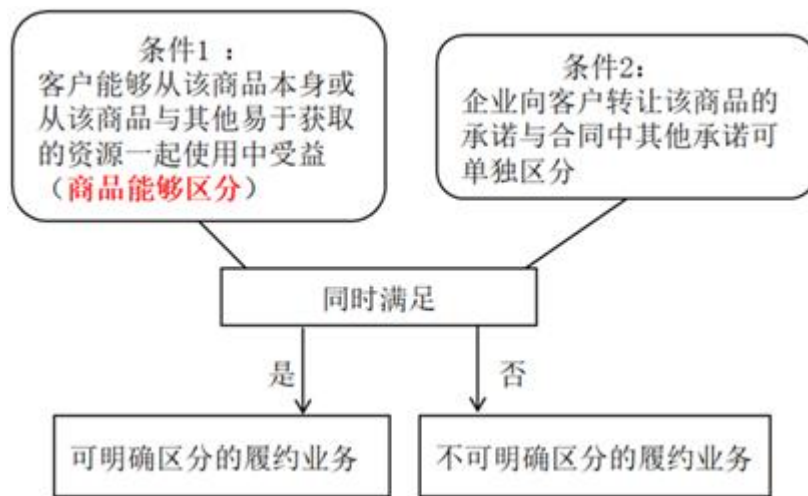 条件1：
客户能够从该商品本身或
从该商品与其他易于获取
的资源一起使用中受益
（商品能够区分）
条件2：
企业向客户转让该商品的
承诺与合同中其他承诺可
单独区分
同时满足
是
否
可明确区分的履约业务
不可明确区分的履约业务